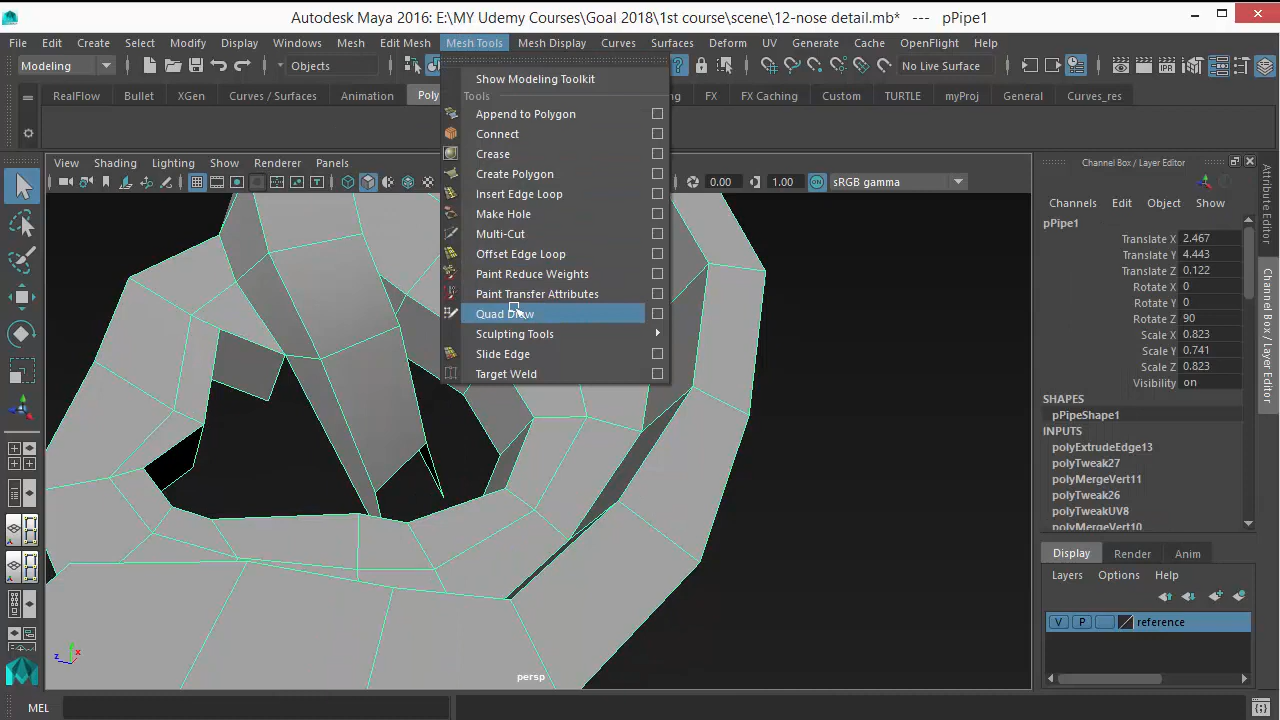 Autodesk Maya 2016: E:\MY Udemy Courses\Goal 2018\1st course\scene\12-nose detail.mb* --- pPipe1
File Edit Create Select Modify Display Windows Mesh Edit Mesh Mesh Tools Mesh Display Curves Surfaces Deform UV Generate Cache OpenFlight Help
Modeling Objects No Live Surface
RealFlow Bullet XGen Curves / Surfaces Animation FX FX Caching Custom TURTLE myProj General Curves_res
View Shading Lighting Show Renderer Panels
0.00 1.00 sRGB gamma
Show Modeling Toolkit
Tools
Append to Polygon
Connect
Crease
Create Polygon
Insert Edge Loop
Make Hole
Multi-Cut
Offset Edge Loop
Paint Reduce Weights
Paint Transfer Attributes
Quad Draw
Sculpting Tools
Slide Edge
Target Weld
Channel Box / Layer Editor
Channels Edit Object Show
pPipe1
Translate X 2.467
Translate Y 4.443
Translate Z 0.122
Rotate X 0
Rotate Y 0
Rotate Z 90
Scale X 0.823
Scale Y 0.741
Scale Z 0.823
Visibility on
SHAPES
pPipeShape1
INPUTS
polyExtrudeEdge13
polyTweak27
polyMergeVert11
polyTweak26
polyTweakUV8
polyMergeVert10
Display Render Anim
Layers Options Help
V P reference
Attribute Editor
Channel Box / Layer Editor
persp
z x
MEL